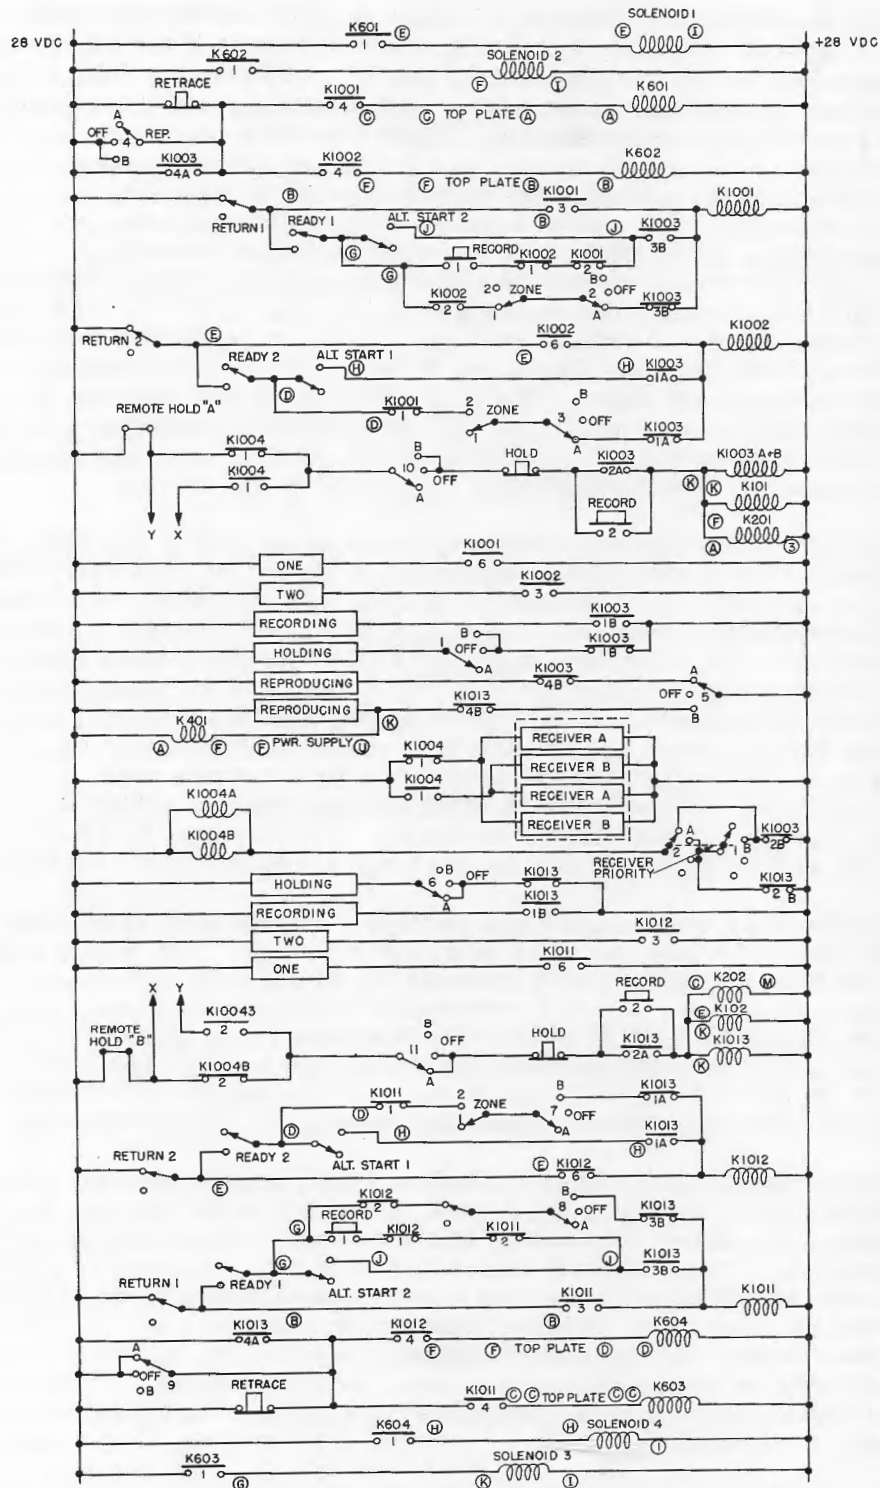 K601 Ⓔ Ⓔ SOLENOID 1 Ⓘ
28 VDC 1 +28 VDC
K602 SOLENOID 2
1 Ⓕ Ⓘ
RETRACE K1001 K601
4 Ⓖ Ⓖ TOP PLATE Ⓐ Ⓐ
A
OFF 4 REP.
B K1003 K1002 K602
4A 4 Ⓕ Ⓕ TOP PLATE Ⓑ Ⓑ
Ⓑ K1001 K1001
RETURN 1 3 Ⓑ
READY 1 ALT. START 2 Ⓙ Ⓙ K1003
Ⓖ RECORD K1002 K1001 3B
Ⓖ 1 1 2 B
K1002 2 ZONE 2 OFF K1003
2 1 A 3B
RETURN 2 Ⓔ K1002 K1002
Ⓔ 6
READY 2 ALT. START 1 Ⓗ Ⓗ K1003
Ⓓ 1A
K1001 2 B
Ⓓ 1 ZONE 3 OFF K1003
1 A 1A
REMOTE HOLD "A"
K1004 B HOLD K1003 K1003 A+B
1 10 OFF 2A Ⓚ
K1004 A Ⓚ K101
1 RECORD Ⓕ K201
Y X 2 Ⓐ ③
ONE K1001
6
TWO K1002
3
RECORDING K1003
1B
HOLDING 1 B OFF A K1003
1B
REPRODUCING K1003 A
4B OFF 5
REPRODUCING Ⓚ K1013 B
4B
K401
Ⓐ Ⓕ Ⓕ PWR. SUPPLY Ⓤ
K1004 RECEIVER A
1
K1004 RECEIVER B
1
RECEIVER A
RECEIVER B
K1004A
K1004B A K1003
2 1 B 2B
RECEIVER PRIORITY
K1013
2 B
HOLDING 6 B OFF A K1013
RECORDING K1013
1B
TWO K1012
3
ONE K1011
6
X Y RECORD Ⓖ K202 Ⓜ
K10043 2 Ⓔ K102
2 B Ⓚ
REMOTE HOLD "B" 11 OFF HOLD K1013 K1013
K1004B A 2A Ⓚ
2
K1011 2 B K1013
Ⓓ 1 ZONE 7 OFF 1A
1 A K1013
Ⓓ Ⓗ Ⓗ 1A
RETURN 2 READY 2 ALT. START 1
Ⓔ Ⓔ K1012 K1012
6
K1012 B K1013
2 8 OFF 3B
Ⓖ RECORD K1012 K1011 A
1 1 2 K1013
Ⓖ Ⓙ Ⓙ 3B
RETURN 1 READY 1 ALT. START 2
K1011 K1011
Ⓑ Ⓑ 3
K1013 K1012 K604
4A 4 Ⓕ Ⓕ TOP PLATE Ⓓ Ⓓ
A
OFF
B 9
RETRACE K1011 Ⓖ Ⓖ TOP PLATE Ⓖ Ⓖ K603
4
K604 Ⓗ Ⓗ SOLENOID 4
1 Ⓘ
K603 SOLENOID 3
1 Ⓖ Ⓚ Ⓘ